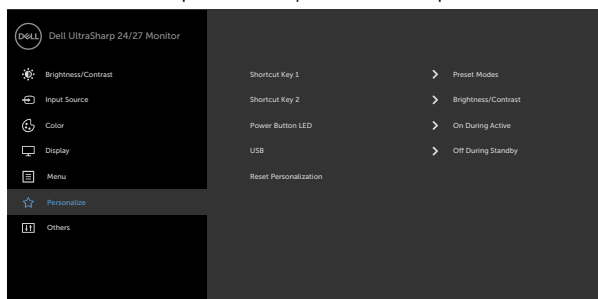 DELL Dell UltraSharp 24/27 Monitor
Brightness/Contrast
Input Source
Color
Display
Menu
Personalize
Others
Shortcut Key 1 Preset Modes
Shortcut Key 2 Brightness/Contrast
Power Button LED On During Active
USB Off During Standby
Reset Personalization